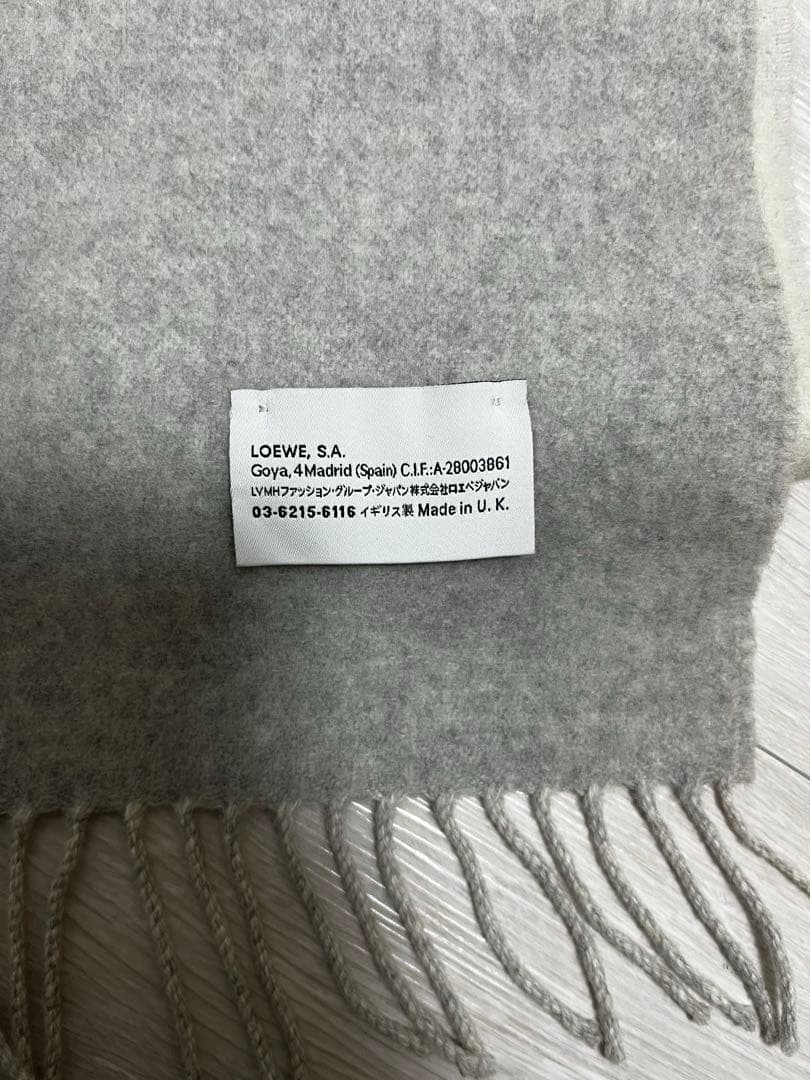 LOEWE, S.A.
Goya, 4 Madrid (Spain) C.I.F.:A-28003861
LVMHファッション・グループ・ジャパン株式会社ロエベジャパン
03-6215-6116 イギリス製 Made in U. K.